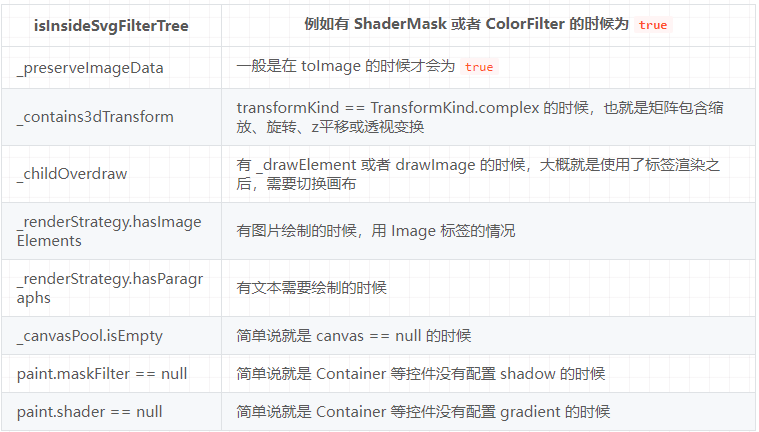 isInsideSvgFilterTree
例如有 ShaderMask 或者 ColorFilter 的时候为 true
_preserveImageData
一般是在 toImage 的时候才会为 true
_contains3dTransform
transformKind == TransformKind.complex 的时候，也就是矩阵包含缩
放、旋转、z平移或透视变换
_childOverdraw
有 _drawElement 或者 drawImage 的时候，大概就是使用了标签渲染之
后，需要切换画布
_renderStrategy.hasImage
Elements
有图片绘制的时候，用 Image 标签的情况
_renderStrategy.hasParagr
aphs
有文本需要绘制的时候
_canvasPool.isEmpty
简单说就是 canvas == null 的时候
paint.maskFilter == null
简单说就是 Container 等控件没有配置 shadow 的时候
paint.shader == null
简单说就是 Container 等控件没有配置 gradient 的时候